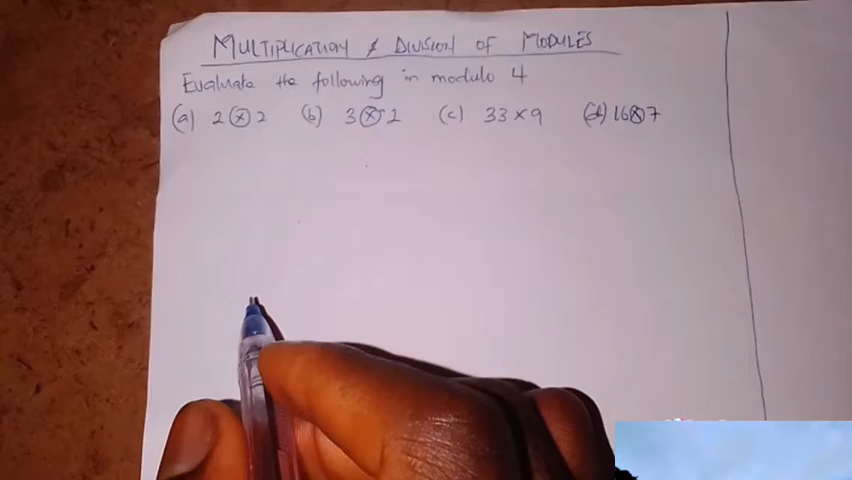 MULTIPLICATION & DIVISION OF MODULES
Evaluate the following in modulo 4
(a) 2 ⊗ 2 (b) 3 ⊗ 2 (c) 33 × 9 (d) 16 ⊗ 7